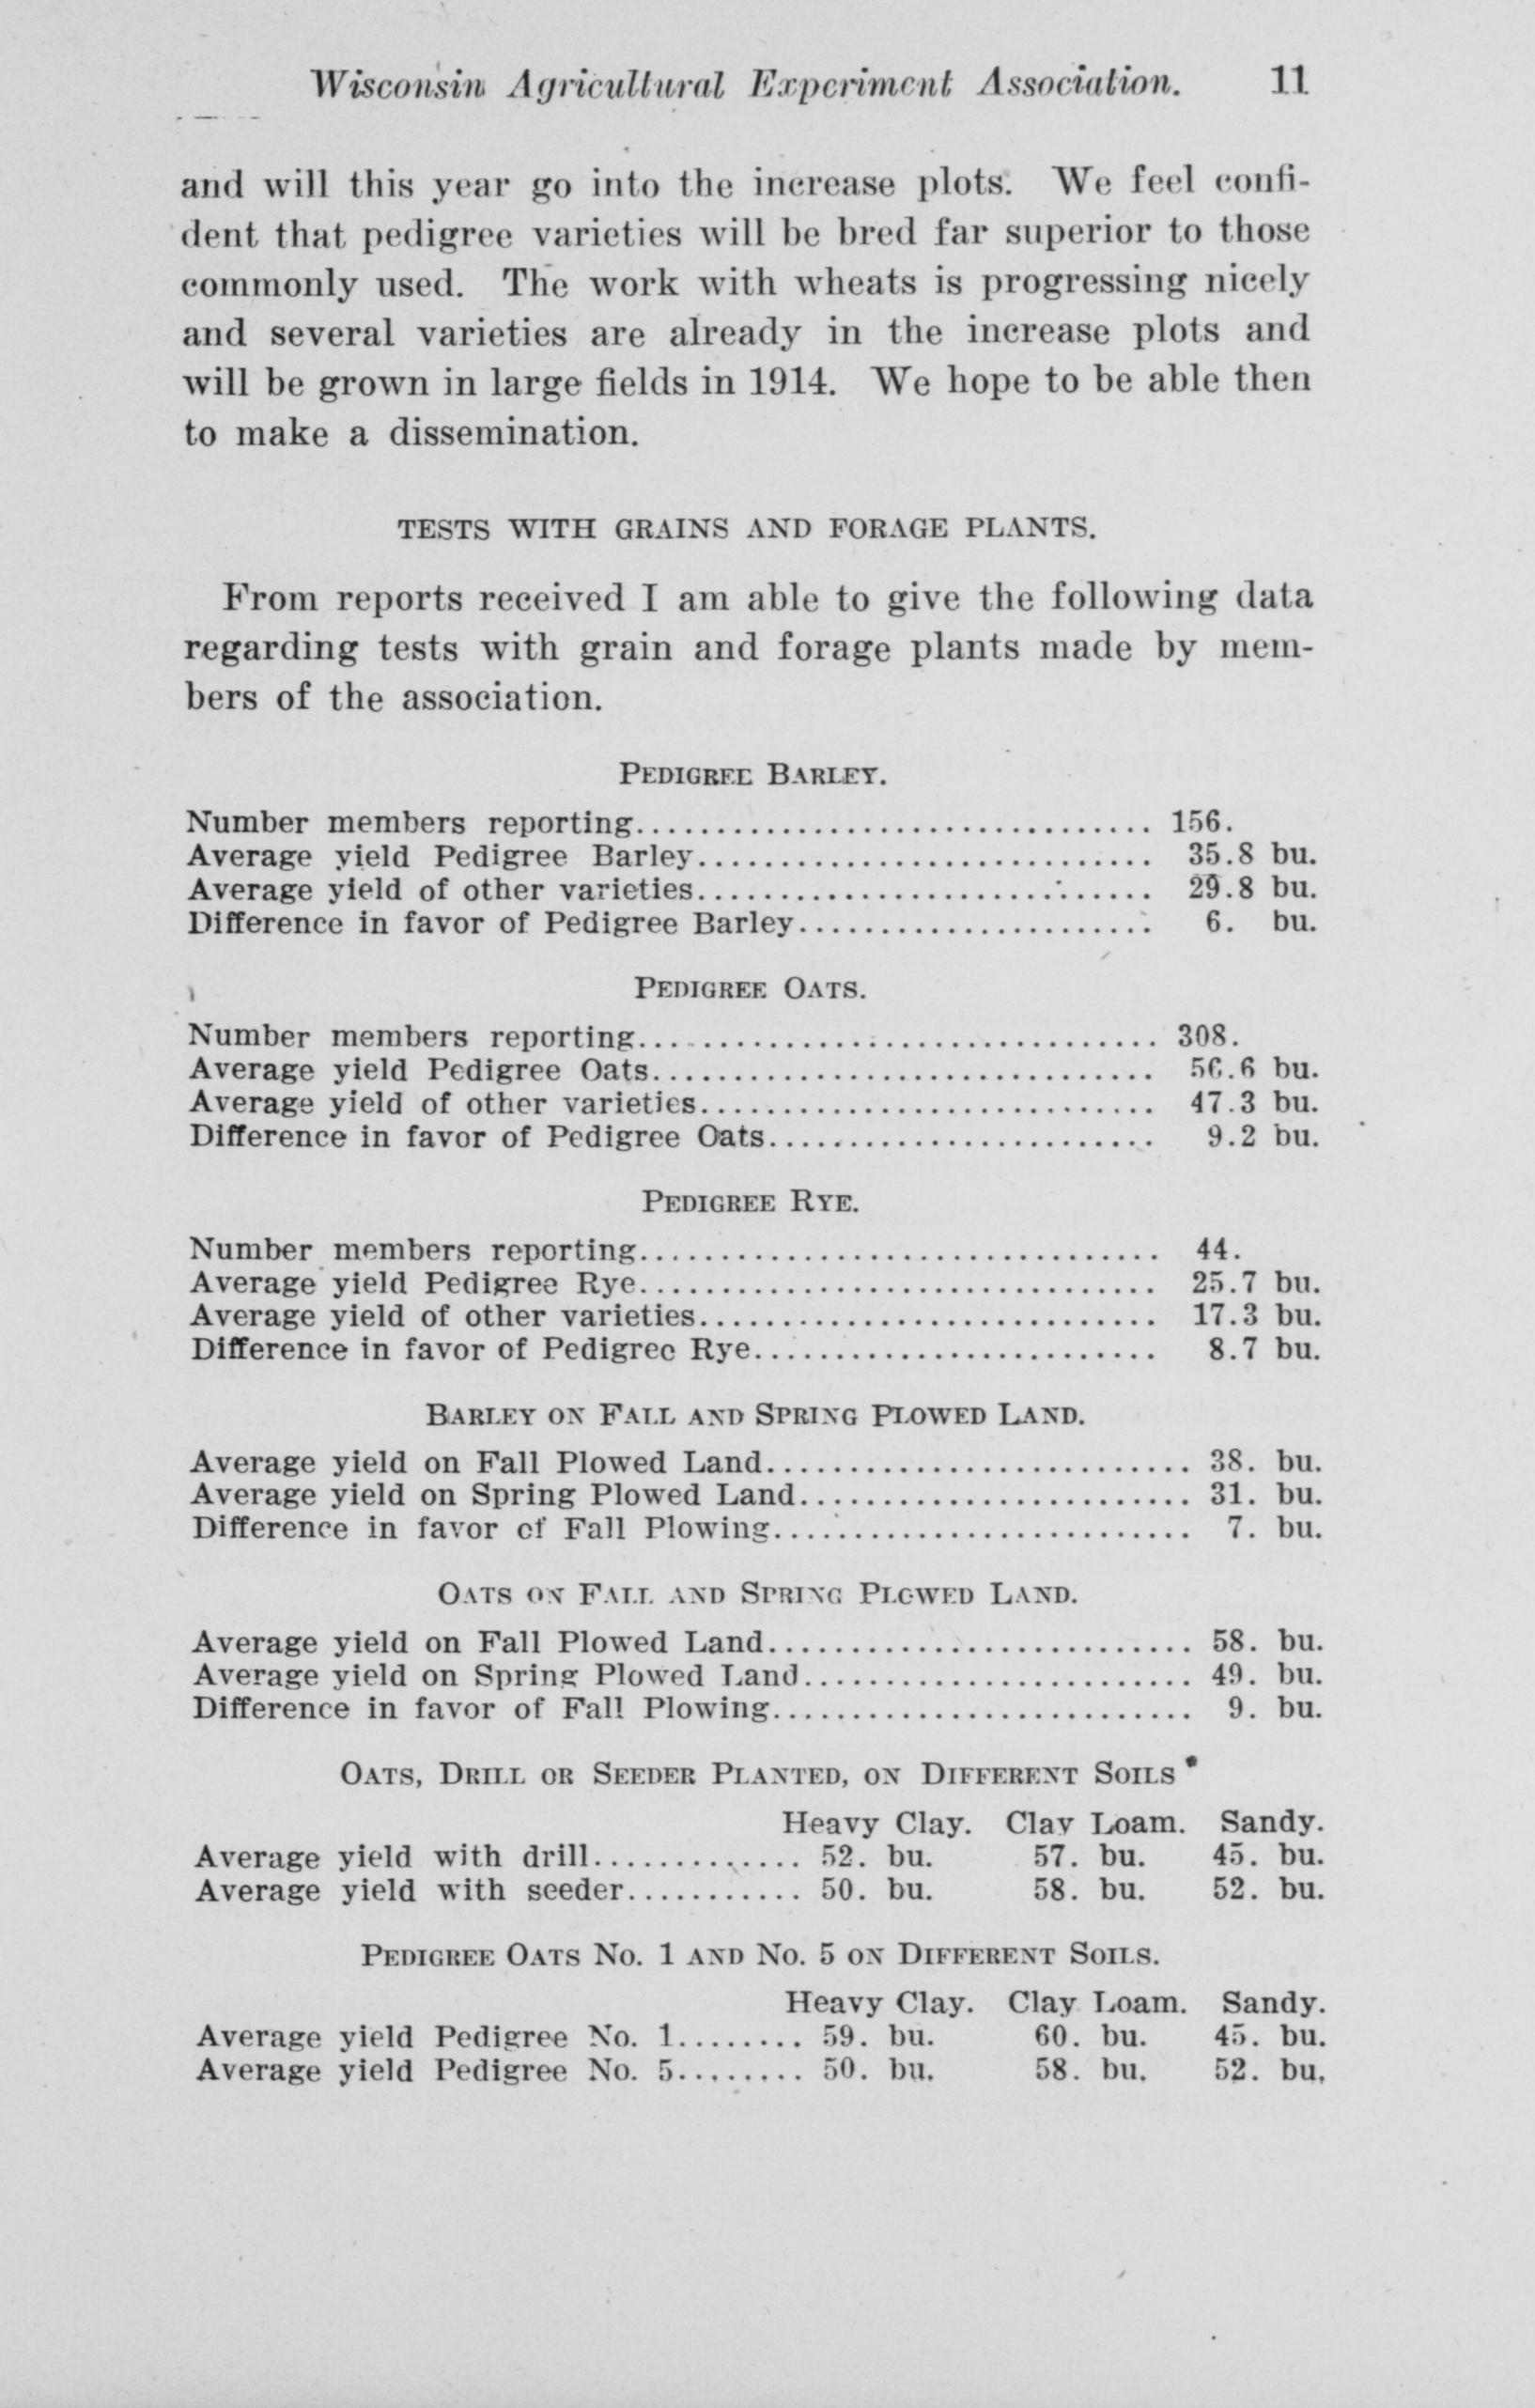 Wisconsin Agricultural Experiment Association. 11
and will this year go into the increase plots. We feel confi-
dent that pedigree varieties will be bred far superior to those
commonly used. The work with wheats is progressing nicely
and several varieties are already in the increase plots and
will be grown in large fields in 1914. We hope to be able then
to make a dissemination.
TESTS WITH GRAINS AND FORAGE PLANTS.
From reports received I am able to give the following data
regarding tests with grain and forage plants made by mem-
bers of the association.
PEDIGREE BARLEY.
Number members reporting................................ 156.
Average yield Pedigree Barley............................ 35.8 bu.
Average yield of other varieties............................ 29.8 bu.
Difference in favor of Pedigree Barley...................... 6. bu.
PEDIGREE OATS.
Number members reporting................................ 308.
Average yield Pedigree Oats............................... 56.6 bu.
Average yield of other varieties............................ 47.3 bu.
Difference in favor of Pedigree Oats........................ 9.2 bu.
PEDIGREE RYE.
Number members reporting................................ 44.
Average yield Pedigree Rye................................ 25.7 bu.
Average yield of other varieties............................ 17.3 bu.
Difference in favor of Pedigree Rye......................... 8.7 bu.
BARLEY ON FALL AND SPRING PLOWED LAND.
Average yield on Fall Plowed Land.......................... 38. bu.
Average yield on Spring Plowed Land........................ 31. bu.
Difference in favor of Fall Plowing.......................... 7. bu.
OATS ON FALL AND SPRING PLOWED LAND.
Average yield on Fall Plowed Land.......................... 58. bu.
Average yield on Spring Plowed Land........................ 49. bu.
Difference in favor of Fall Plowing.......................... 9. bu.
OATS, DRILL OR SEEDER PLANTED, ON DIFFERENT SOILS
Heavy Clay. Clay Loam. Sandy.
Average yield with drill............. 52. bu. 57. bu. 45. bu.
Average yield with seeder........... 50. bu. 58. bu. 52. bu.
PEDIGREE OATS NO. 1 AND NO. 5 ON DIFFERENT SOILS.
Heavy Clay. Clay Loam. Sandy.
Average yield Pedigree No. 1........ 59. bu. 60. bu. 45. bu.
Average yield Pedigree No. 5........ 50. bu. 58. bu. 52. bu.